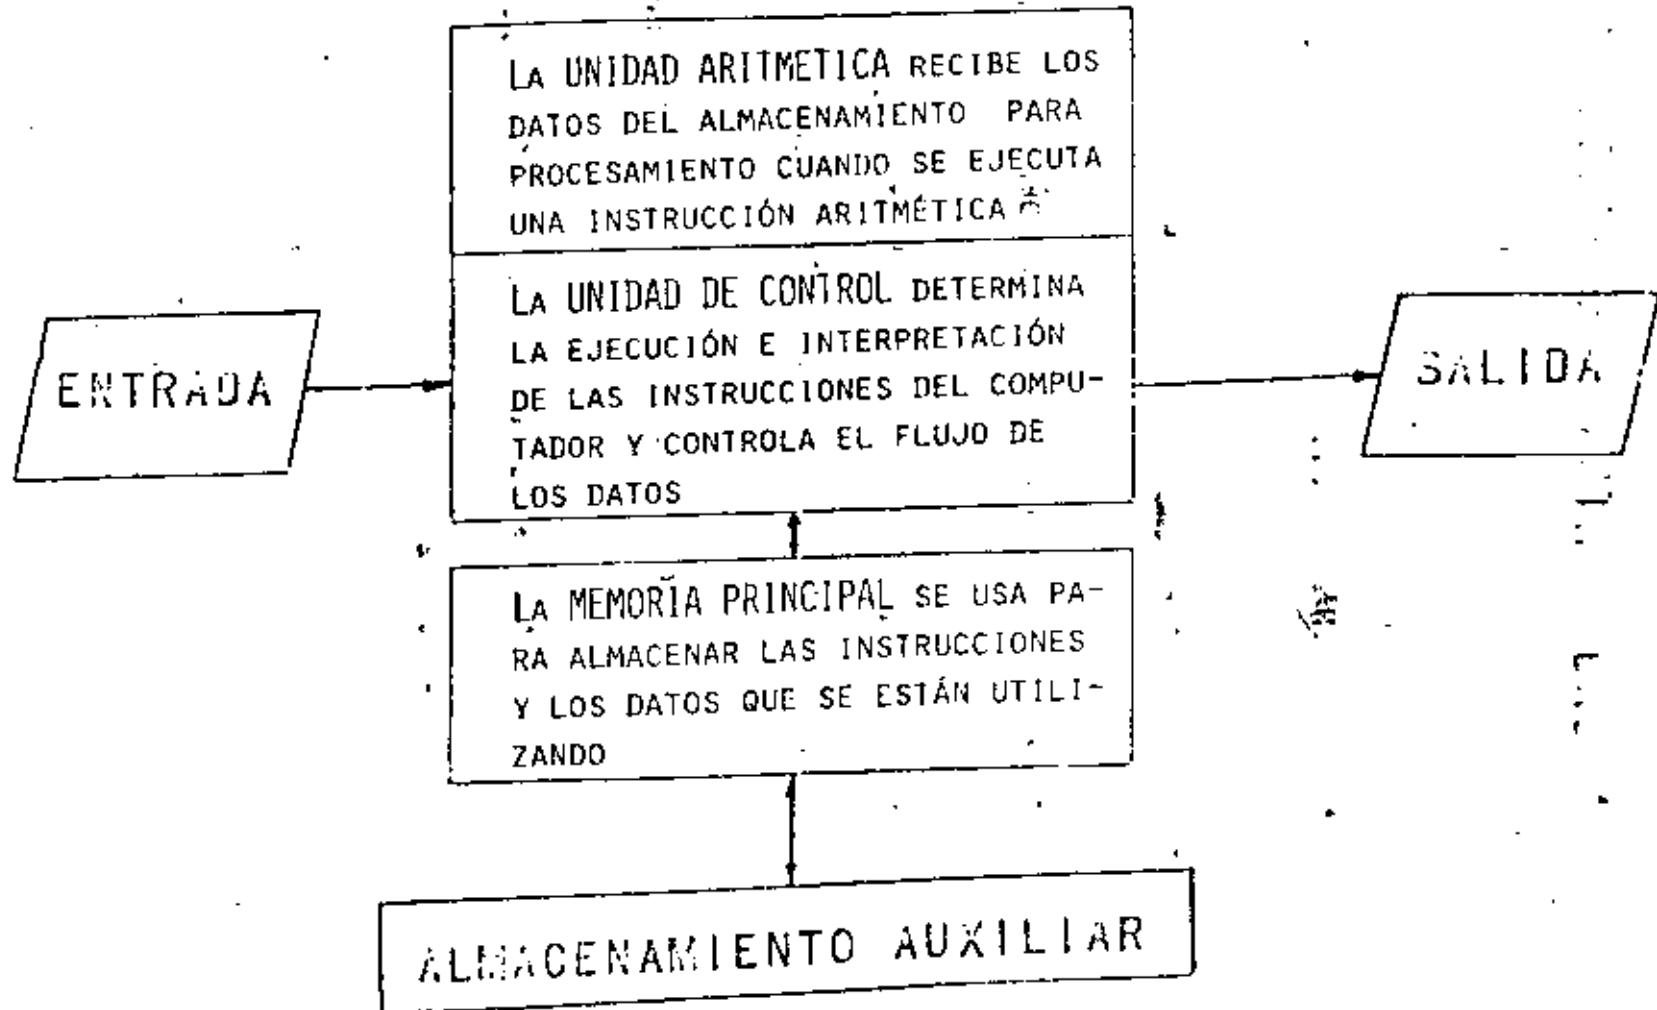 LA UNIDAD ARITMETICA RECIBE LOS
DATOS DEL ALMACENAMIENTO PARA
PROCESAMIENTO CUANDO SE EJECUTA
UNA INSTRUCCIÓN ARITMÉTICA
LA UNIDAD DE CONTROL DETERMINA
LA EJECUCIÓN E INTERPRETACIÓN
DE LAS INSTRUCCIONES DEL COMPU-
TADOR Y CONTROLA EL FLUJO DE
LOS DATOS
ENTRADA
SALIDA
LA MEMORIA PRINCIPAL SE USA PA-
RA ALMACENAR LAS INSTRUCCIONES
Y LOS DATOS QUE SE ESTÁN UTILI-
ZANDO
ALMACENAMIENTO AUXILIAR